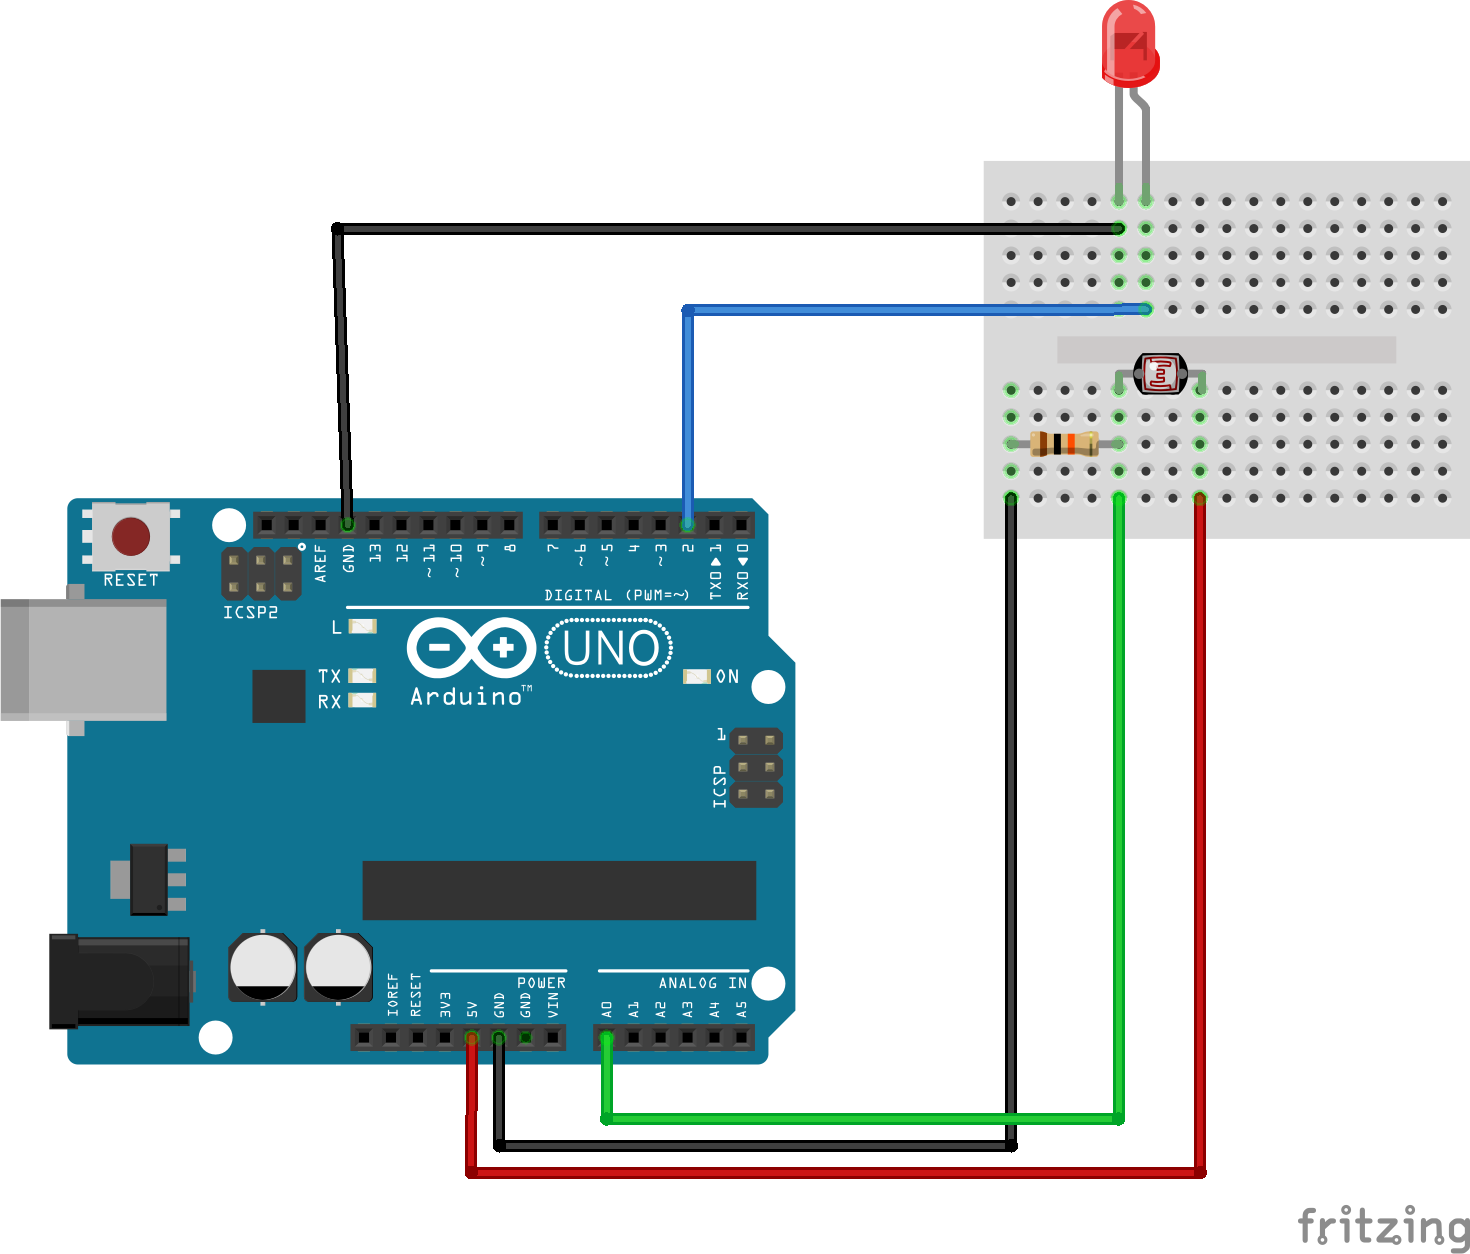 RESET
ICSP2
AREF
GND
13
12
~11
~10
~9
8
7
~6
~5
4
~3
2
TX0▶1
RX0◀0
DIGITAL (PWM=~)
L
TX
RX
UNO
Arduino™
ON
1
ICSP
POWER
ANALOG IN
IOREF
RESET
3V3
5V
GND
GND
VIN
A0
A1
A2
A3
A4
A5
fritzing